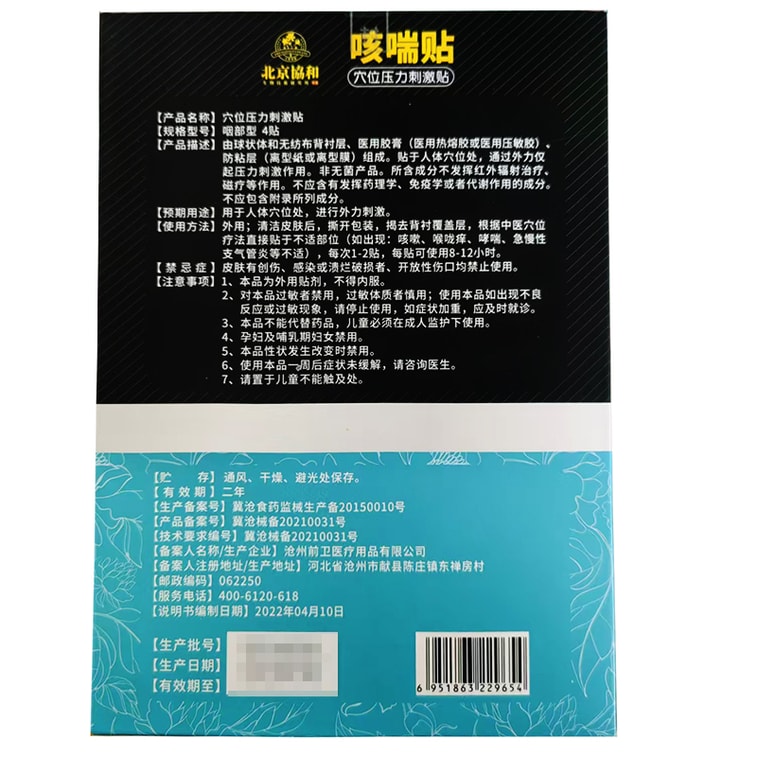 咳喘贴
北京協和
穴位压力刺激贴
【产品名称】穴位压力刺激贴
【规格型号】咽部型 4贴
【产品描述】由球状体和无纺布背衬层、医用胶膏（医用热熔胶或医用压敏胶）、
防粘层（离型纸或离型膜）组成。贴于人体穴位处，通过外力仅
起压力刺激作用。非无菌产品。所含成分不发挥红外辐射治疗、
磁疗等作用。不应含有发挥药理学、免疫学或者代谢作用的成分。
不应包含附录所列成分。
【预期用途】用于人体穴位处，进行外力刺激。
【使用方法】外用；清洁皮肤后，撕开包装，揭去背衬覆盖层，根据中医穴位
疗法直接贴于不适部位（如出现：咳嗽、喉咙痒、哮喘、急慢性
支气管炎等不适），每次1-2贴，每贴可使用8-12小时。
【禁忌症】皮肤有创伤、感染或溃烂破损者、开放性伤口均禁止使用。
【注意事项】1、本品为外用贴剂，不得内服。
2、对本品过敏者禁用，过敏体质者慎用；使用本品如出现不良
反应或过敏现象，请停止使用，如症状加重，应及时就诊。
3、本品不能代替药品，儿童必须在成人监护下使用。
4、孕妇及哺乳期妇女禁用。
5、本品性状发生改变时禁用。
6、使用本品一周后症状未缓解，请咨询医生。
7、请置于儿童不能触及处。
【贮 存】通风、干燥、避光处保存。
【有效期】二年
【生产备案号】冀沧食药监械生产备20150010号
【产品备案号】冀沧械备20210031号
【技术要求编号】冀沧械备20210031号
【备案人名称/生产企业】沧州前卫医疗用品有限公司
【备案人注册地址/生产地址】河北省沧州市献县陈庄镇东禅房村
【邮政编码】062250
【服务电话】400-6120-618
【说明书编制日期】2022年04月10日
【生产批号】
【生产日期】
【有效期至】
6 951863 229654